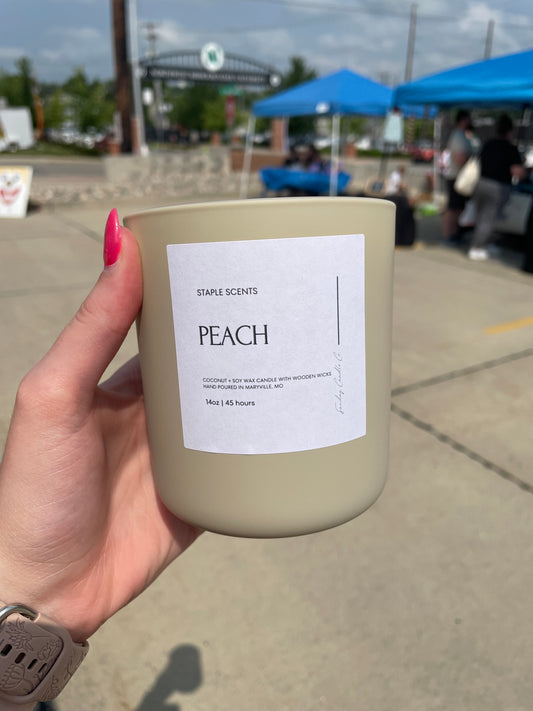 STAPLE SCENTS
PEACH
COCONUT + SOY WAX CANDLE WITH WOODEN WICKS
HAND POURED IN MARYVILLE, MO
14oz | 45 hours
Candle Co.